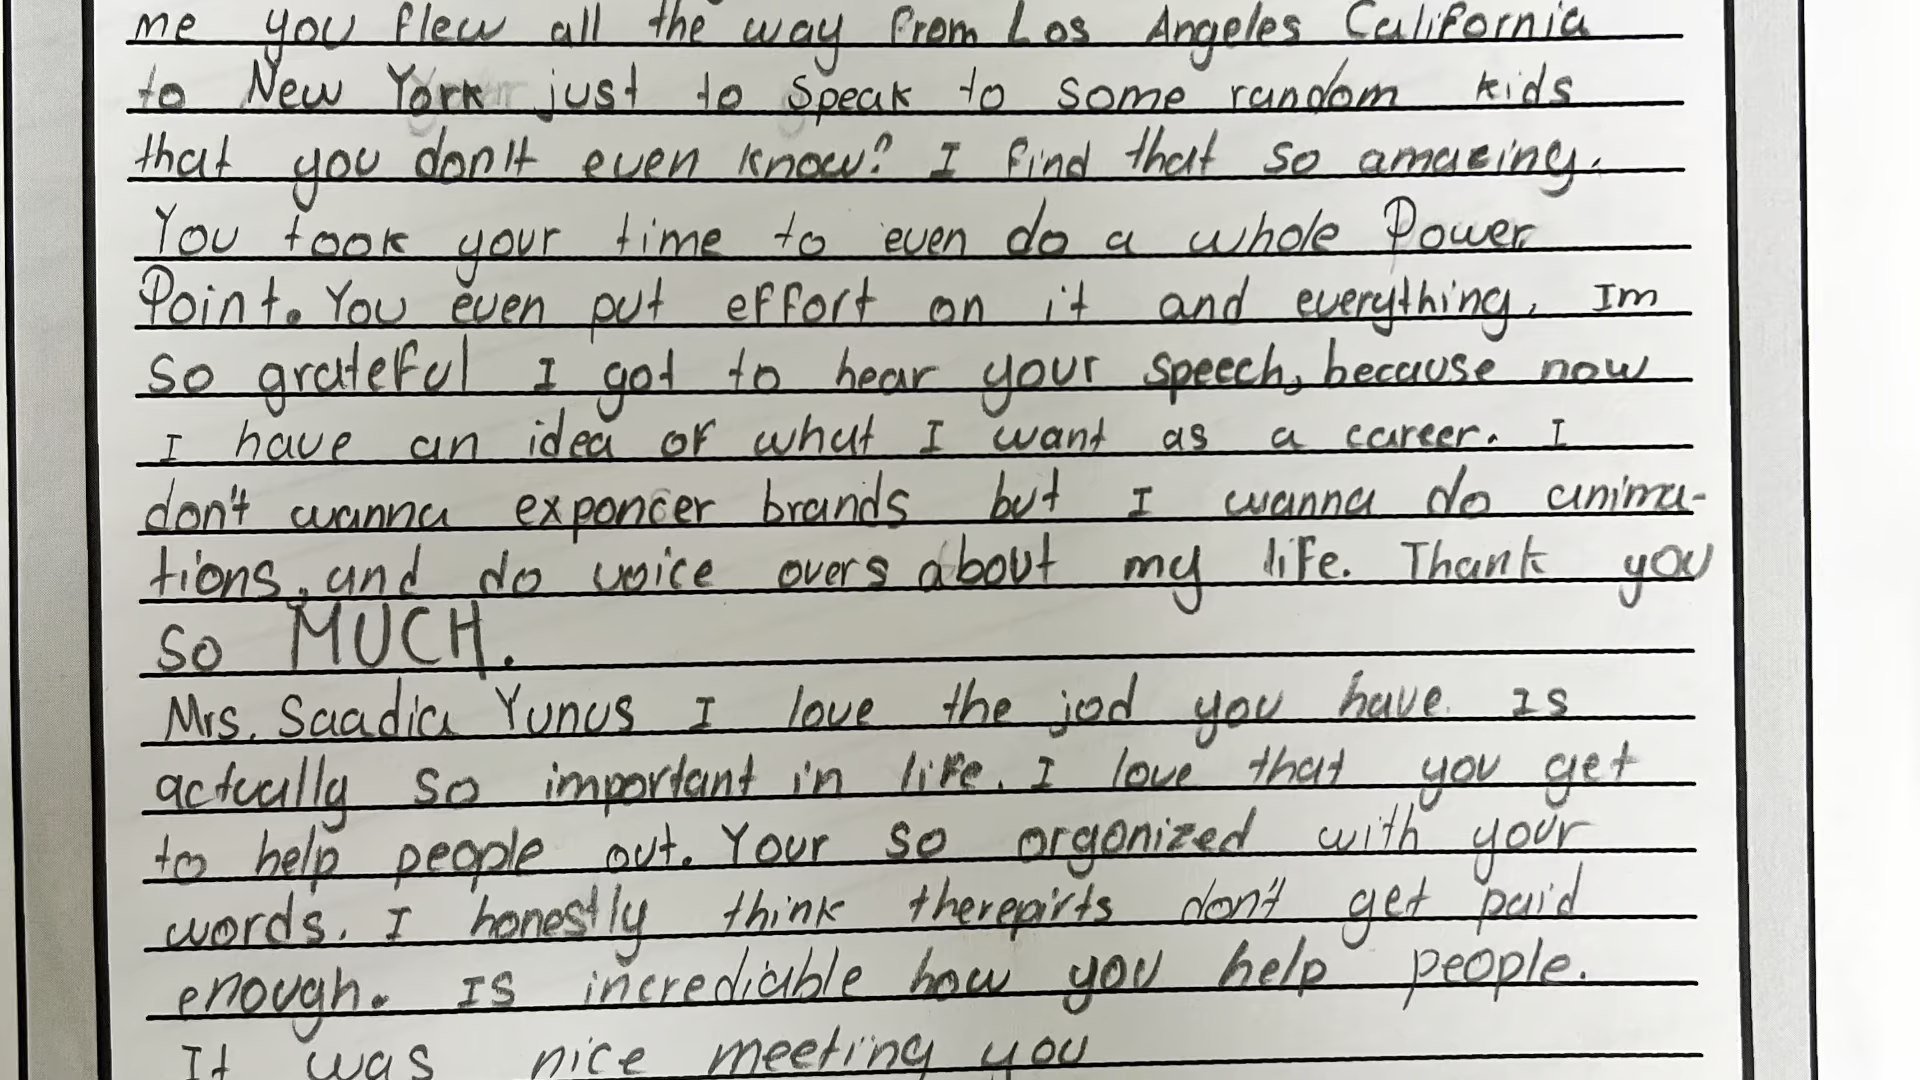 me you flew all the way from Los Angeles California
to New York just to speak to some random kids
that you don't even know? I find that so amazing.
You took your time to even do a whole Power
Point. You even put effort on it and everything. Im
so grateful I got to hear your speech, because now
I have an idea of what I want as a career. I
don't wanna exponcer brands but I wanna do anima-
tions, and do voice overs about my life. Thank you
so MUCH.
Mrs. Saadia Yunus I love the jod you have. Is
actually so important in life. I love that you get
to help people out. Your so orgonized with your
words. I honestly think therepirts don't get paid
enough. Is incrediable how you help people.
It was nice meeting you